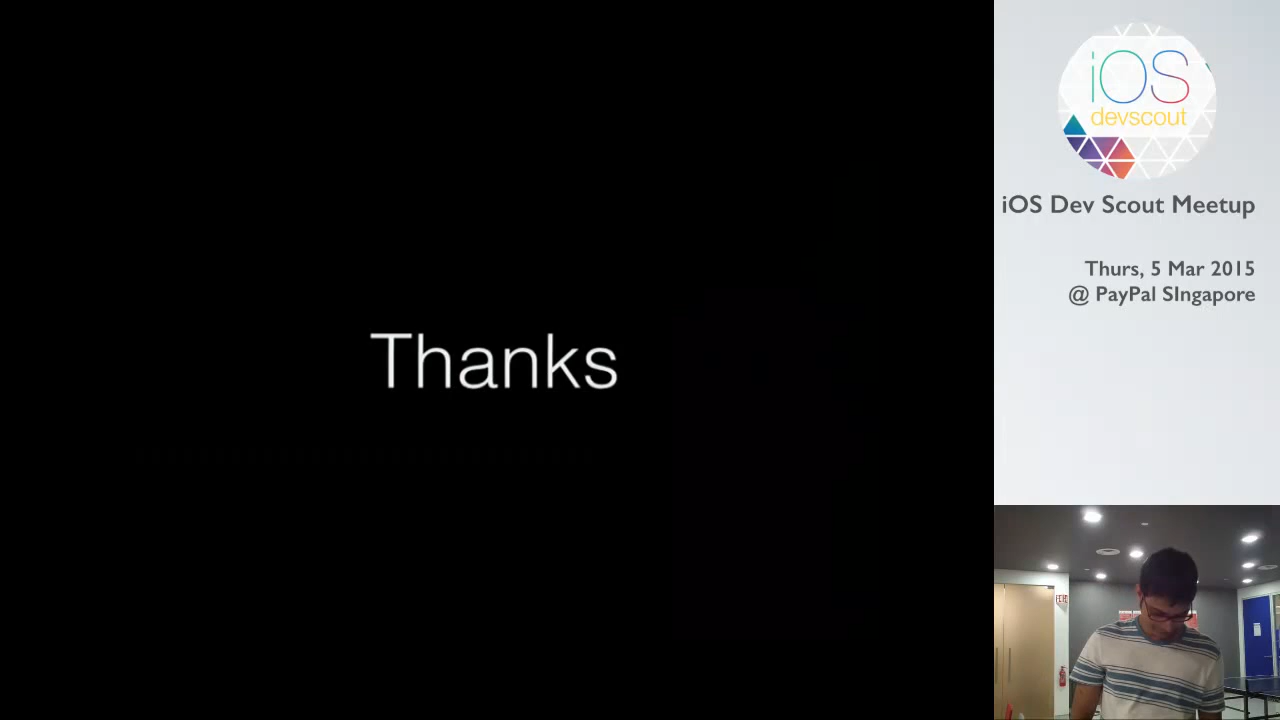 Thanks
iOS
devscout
iOS Dev Scout Meetup
Thurs, 5 Mar 2015
@ PayPal SIngapore